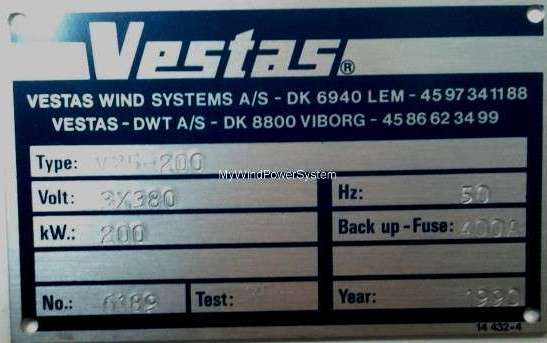 Vestas®
VESTAS WIND SYSTEMS A/S - DK 6940 LEM - 45 97 34 11 88
VESTAS - DWT A/S - DK 8800 VIBORG - 45 86 62 34 99
Type: V25-200
MyWindPowerSystem
Volt: 3X380 Hz: 50
kW.: 200 Back up - Fuse: 400A
No.: 6189 Test: Year: 1990
14 432-4